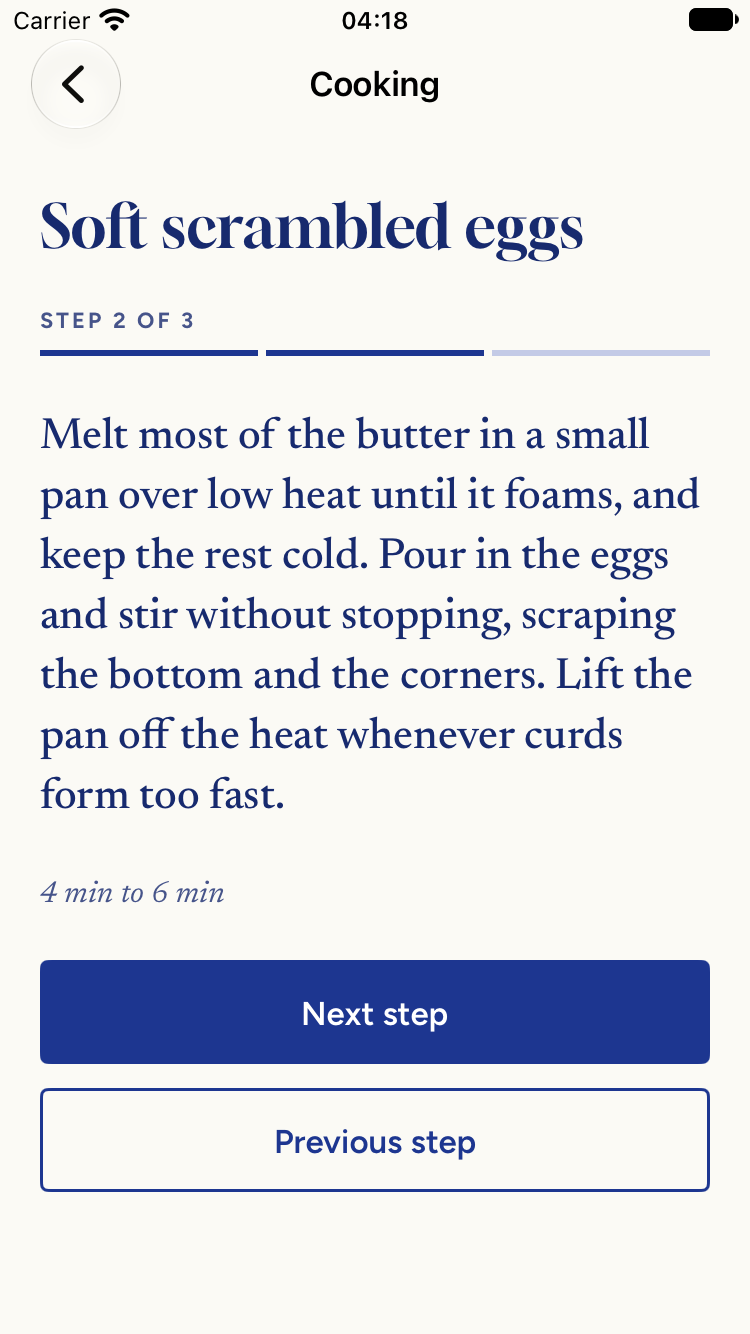 Carrier
04:18
Cooking
Soft scrambled eggs
STEP 2 OF 3
Melt most of the butter in a small
pan over low heat until it foams, and
keep the rest cold. Pour in the eggs
and stir without stopping, scraping
the bottom and the corners. Lift the
pan off the heat whenever curds
form too fast.
4 min to 6 min
Next step
Previous step